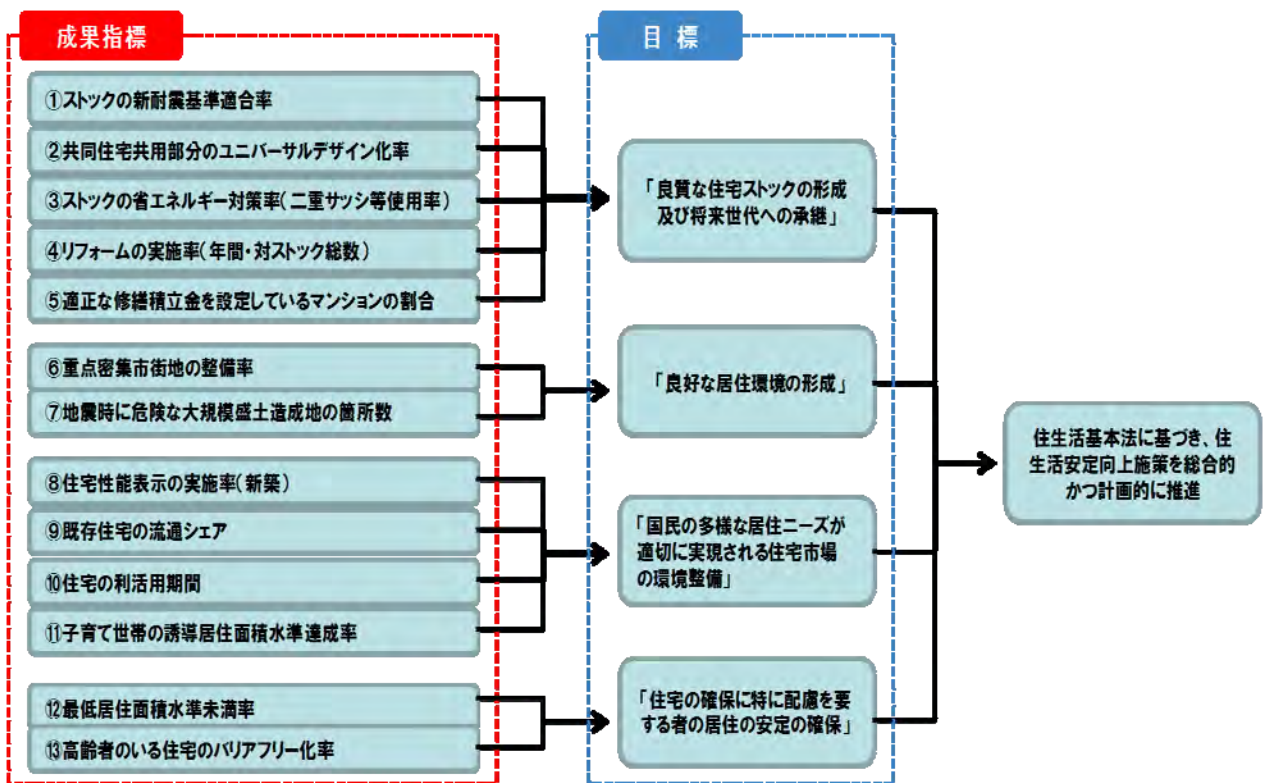 成果指標
①ストックの新耐震基準適合率
②共同住宅共用部分のユニバーサルデザイン化率
③ストックの省エネルギー対策率(二重サッシ等使用率)
④リフォームの実施率(年間・対ストック総数)
⑤適正な修繕積立金を設定しているマンションの割合
⑥重点密集市街地の整備率
⑦地震時に危険な大規模盛土造成地の箇所数
⑧住宅性能表示の実施率(新築)
⑨既存住宅の流通シェア
⑩住宅の利活用期間
⑪子育て世帯の誘導居住面積水準達成率
⑫最低居住面積水準未満率
⑬高齢者のいる住宅のバリアフリー化率
目 標
「良質な住宅ストックの形成
及び将来世代への承継」
「良好な居住環境の形成」
「国民の多様な居住ニーズが
適切に実現される住宅市場
の環境整備」
「住宅の確保に特に配慮を要
する者の居住の安定の確保」
住生活基本法に基づき、住
生活安定向上施策を総合的
かつ計画的に推進